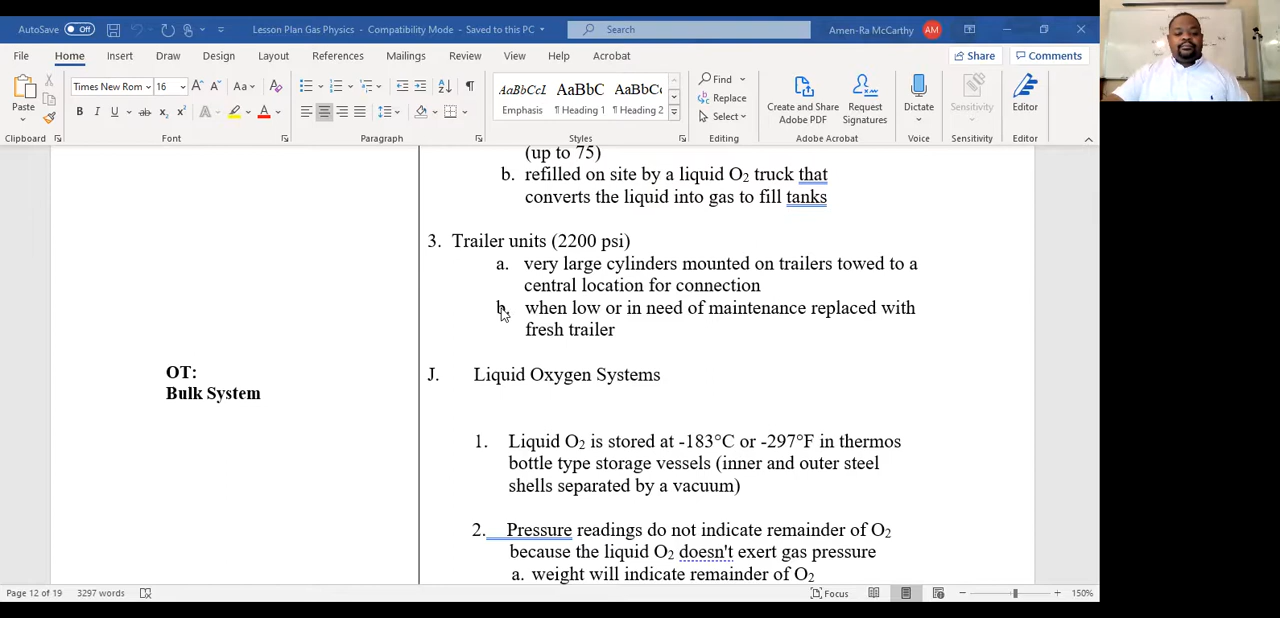 AutoSave Off Lesson Plan Gas Physics - Compatibility Mode - Saved to this PC Search Amen-Ra McCarthy AM
File Home Insert Draw Design Layout References Mailings Review View Help Acrobat Share Comments
Paste Times New Rom 16 Aa AaBbCcI AaBbC AaBbC Find Replace Select Create and Share Adobe PDF Request Signatures Dictate Sensitivity Editor
B I U ab x2 x2 A A Emphasis ¶ Heading 1 ¶ Heading 2
Clipboard Font Paragraph Styles Editing Adobe Acrobat Voice Sensitivity Editor
(up to 75)
b. refilled on site by a liquid O2 truck that
converts the liquid into gas to fill tanks
3. Trailer units (2200 psi)
a. very large cylinders mounted on trailers towed to a
central location for connection
b. when low or in need of maintenance replaced with
fresh trailer
OT:
Bulk System
J. Liquid Oxygen Systems
1. Liquid O2 is stored at -183°C or -297°F in thermos
bottle type storage vessels (inner and outer steel
shells separated by a vacuum)
2. Pressure readings do not indicate remainder of O2
because the liquid O2 doesn't exert gas pressure
a. weight will indicate remainder of O2
Page 12 of 19 3297 words Focus 150%